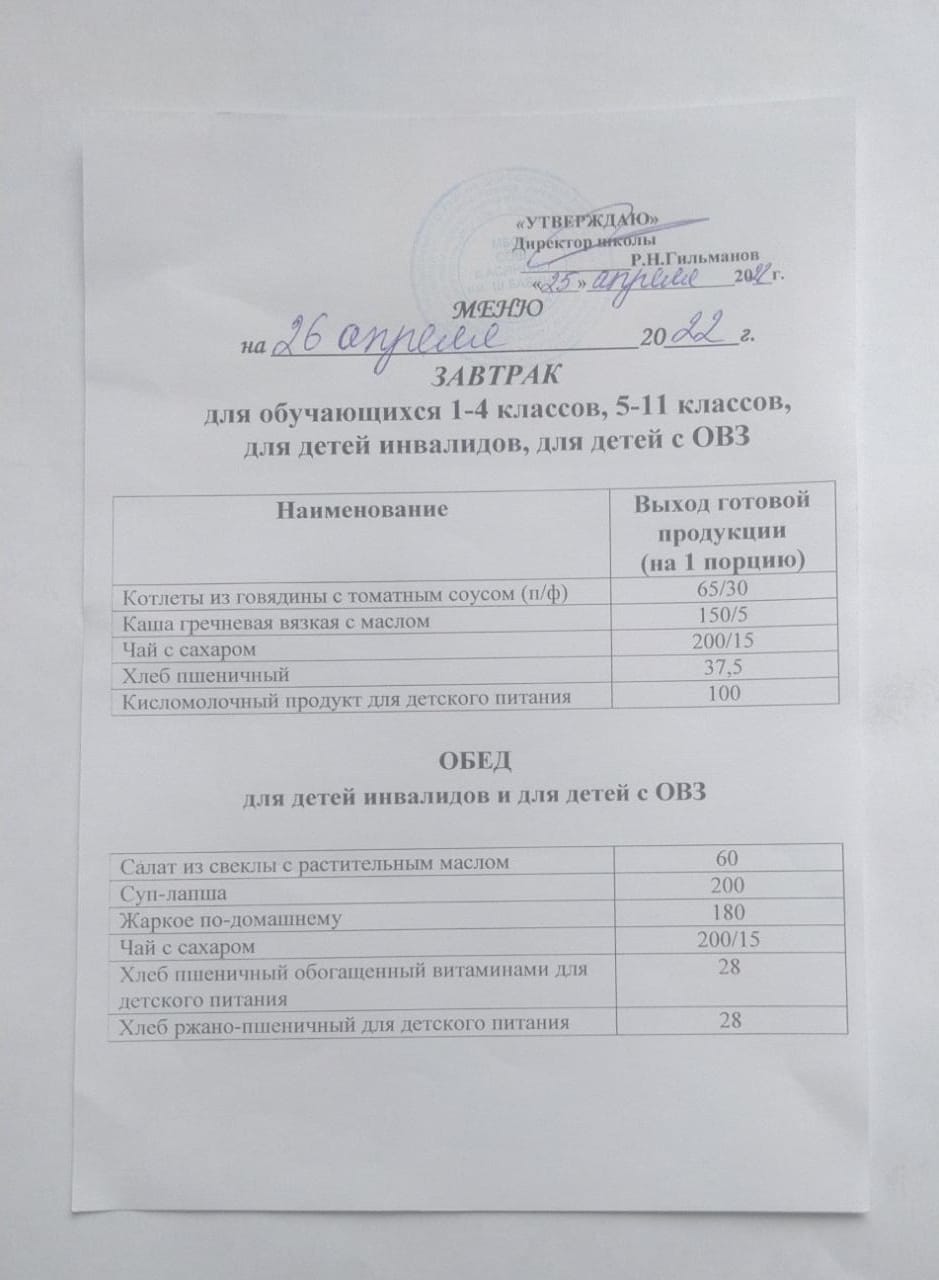 «УТВЕРЖДАЮ»
Директор школы
Р.Н.Гильманов
«25» апреля 2022г.
МЕНЮ
на 26 апреля 2022г.
ЗАВТРАК
для обучающихся 1-4 классов, 5-11 классов,
для детей инвалидов, для детей с ОВЗ
Наименование Выход готовой
продукции
(на 1 порцию)
Котлеты из говядины с томатным соусом (п/ф) 65/30
Каша гречневая вязкая с маслом 150/5
Чай с сахаром 200/15
Хлеб пшеничный 37,5
Кисломолочный продукт для детского питания 100
ОБЕД
для детей инвалидов и для детей с ОВЗ
Салат из свеклы с растительным маслом 60
Суп-лапша 200
Жаркое по-домашнему 180
Чай с сахаром 200/15
Хлеб пшеничный обогащенный витаминами для 28
детского питания
Хлеб ржано-пшеничный для детского питания 28